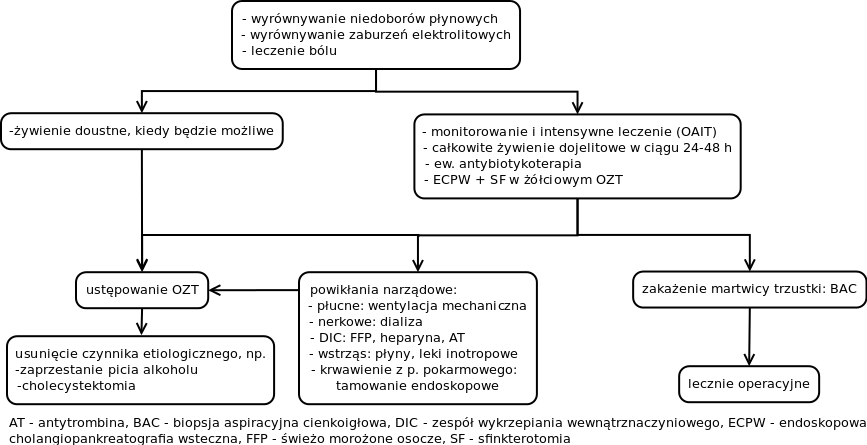 - wyrównywanie niedoborów płynowych
- wyrównywanie zaburzeń elektrolitowych
- leczenie bólu
-żywienie doustne, kiedy będzie możliwe
- monitorowanie i intensywne leczenie (OAIT)
- całkowite żywienie dojelitowe w ciągu 24-48 h
- ew. antybiotykoterapia
- ECPW + SF w żółciowym OZT
ustępowanie OZT
powikłania narządowe:
- płucne: wentylacja mechaniczna
- nerkowe: dializa
- DIC: FFP, heparyna, AT
- wstrząs: płyny, leki inotropowe
- krwawienie z p. pokarmowego:
tamowanie endoskopowe
zakażenie martwicy trzustki: BAC
usunięcie czynnika etiologicznego, np.
-zaprzestanie picia alkoholu
-cholecystektomia
lecznie operacyjne
AT - antytrombina, BAC - biopsja aspiracyjna cienkoigłowa, DIC - zespół wykrzepiania wewnątrznaczyniowego, ECPW - endoskopowa
cholangiopankreatografia wsteczna, FFP - świeżo morożone osocze, SF - sfinkterotomia